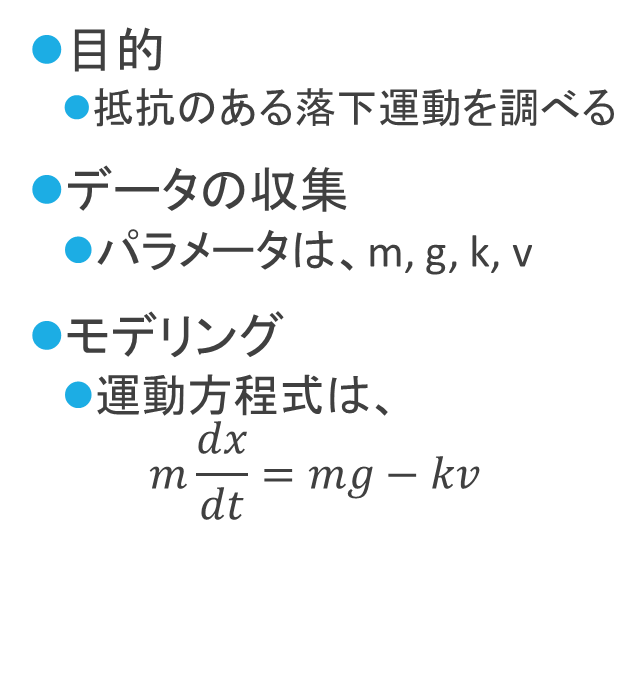 ●目的
●抵抗のある落下運動を調べる
●データの収集
●パラメータは、m, g, k, v
●モデリング
●運動方程式は、
m dx/dt = mg − kv